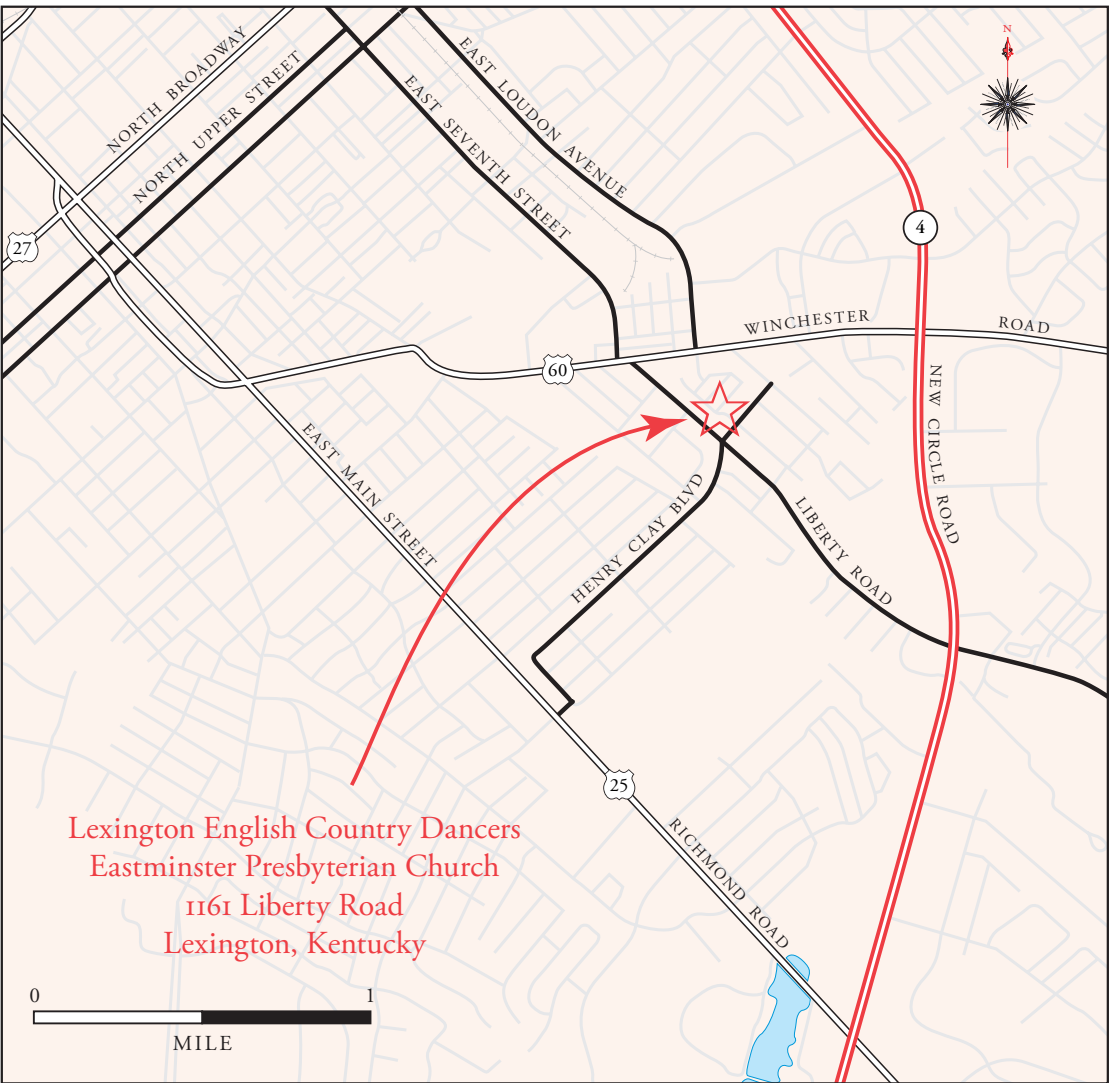 N
NORTH BROADWAY
NORTH UPPER STREET
EAST LOUDON AVENUE
EAST SEVENTH STREET
27
4
WINCHESTER ROAD
60
NEW CIRCLE ROAD
EAST MAIN STREET
HENRY CLAY BLVD
LIBERTY ROAD
25
RICHMOND ROAD
Lexington English Country Dancers
Eastminster Presbyterian Church
1161 Liberty Road
Lexington, Kentucky
0 1
MILE